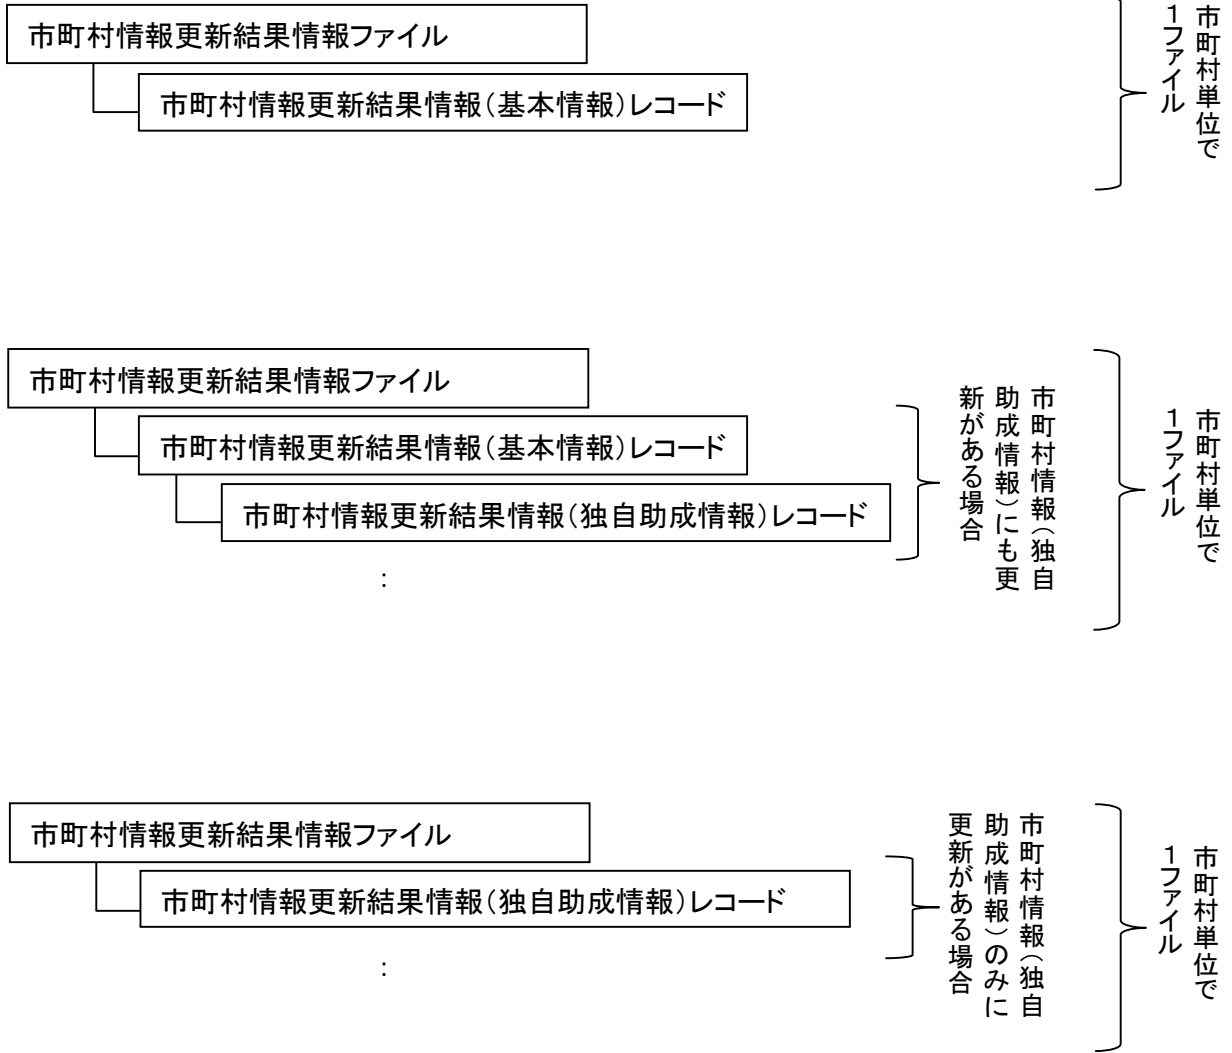 市町村情報更新結果情報ファイル
市町村情報更新結果情報（基本情報）レコード
市町村単位で
１ファイル
市町村情報更新結果情報ファイル
市町村情報更新結果情報（基本情報）レコード
市町村情報更新結果情報（独自助成情報）レコード
：
市町村情報（独自
助成情報）にも更
新がある場合
市町村単位で
１ファイル
市町村情報更新結果情報ファイル
市町村情報更新結果情報（独自助成情報）レコード
：
市町村情報（独自
助成情報）のみに
更新がある場合
市町村単位で
１ファイル